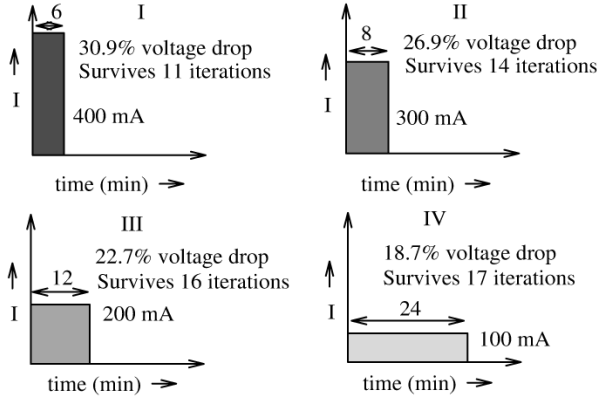 I
6
30.9% voltage drop
Survives 11 iterations
I
400 mA
time (min)
II
8
26.9% voltage drop
Survives 14 iterations
I
300 mA
time (min)
III
22.7% voltage drop
12
Survives 16 iterations
I
200 mA
time (min)
IV
18.7% voltage drop
Survives 17 iterations
24
I
100 mA
time (min)